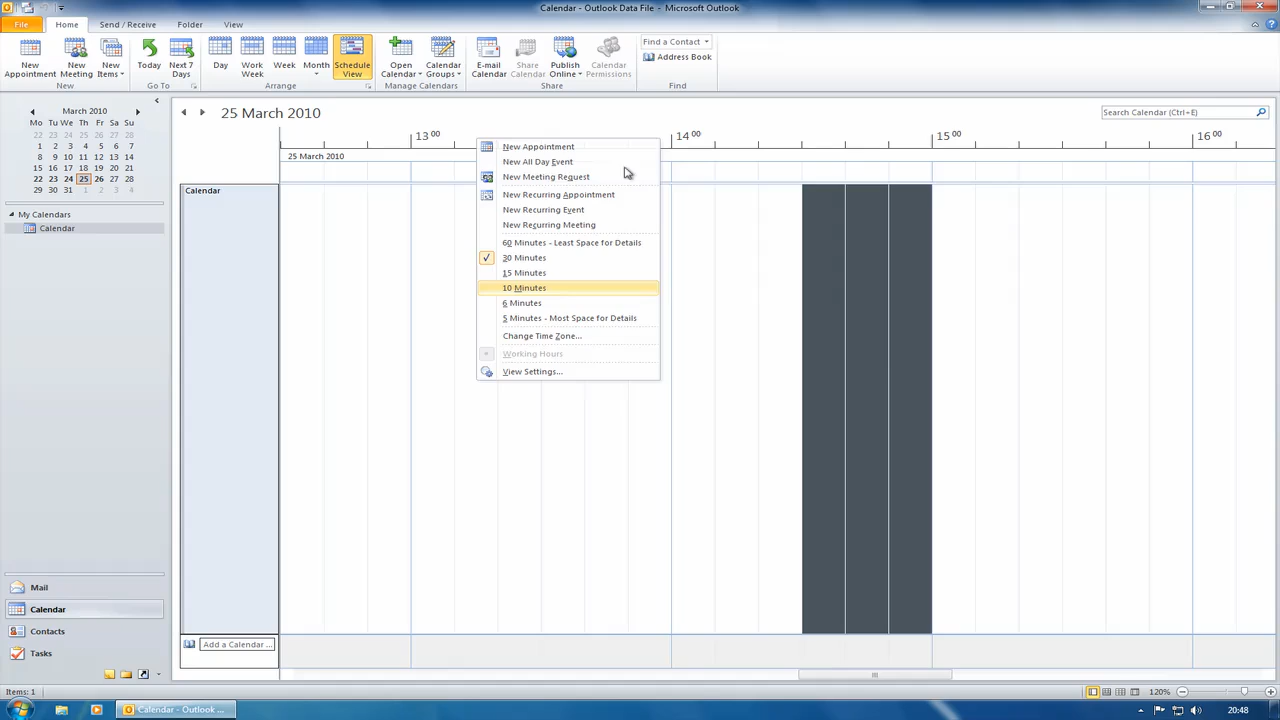 Calendar - Outlook Data File - Microsoft Outlook
File Home Send / Receive Folder View
New Appointment
New Meeting
New Items
Today
Next 7 Days
Day
Work Week
Week
Month
Schedule View
Open Calendar
Calendar Groups
E-mail Calendar
Share Calendar
Publish Online
Calendar Permissions
Find a Contact
Address Book
New Go To Arrange Manage Calendars Share Find
March 2010
Mo Tu We Th Fr Sa Su
22 23 24 25 26 27 28
1 2 3 4 5 6 7
8 9 10 11 12 13 14
15 16 17 18 19 20 21
22 23 24 25 26 27 28
29 30 31 1 2 3 4
My Calendars
Calendar
25 March 2010
Search Calendar (Ctrl+E)
13 00 14 00 15 00 16 00
25 March 2010
Calendar
New Appointment
New All Day Event
New Meeting Request
New Recurring Appointment
New Recurring Event
New Recurring Meeting
60 Minutes - Least Space for Details
30 Minutes
15 Minutes
10 Minutes
6 Minutes
5 Minutes - Most Space for Details
Change Time Zone...
Working Hours
View Settings...
Add a Calendar ...
Mail
Calendar
Contacts
Tasks
Items: 1
120%
Calendar - Outlook ...
20:48